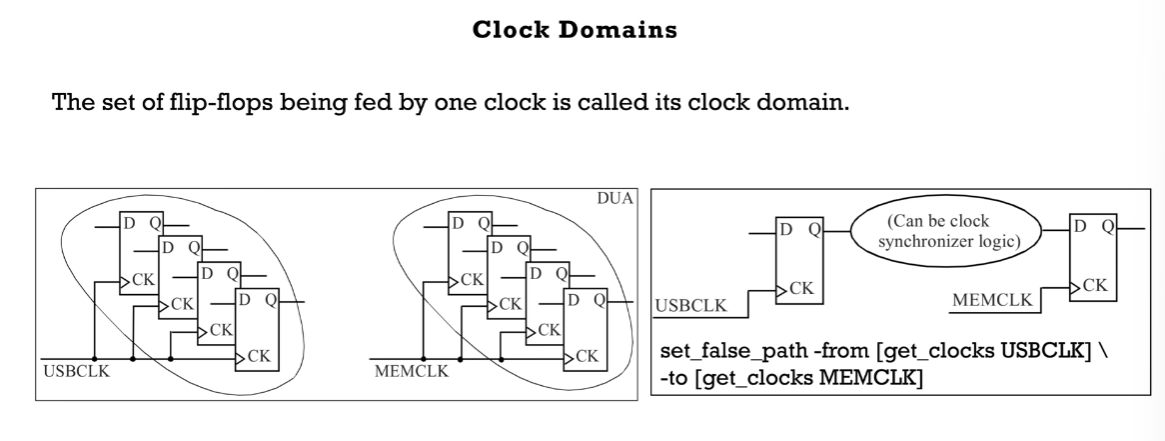 Clock Domains
The set of flip-flops being fed by one clock is called its clock domain.
DUA
D Q
CK
D Q
CK
D Q
CK
D Q
CK
USBCLK
D Q
CK
D Q
CK
D Q
CK
D Q
CK
MEMCLK
D Q
CK
USBCLK
(Can be clock
synchronizer logic)
D Q
CK
MEMCLK
set_false_path -from [get_clocks USBCLK] \
-to [get_clocks MEMCLK]